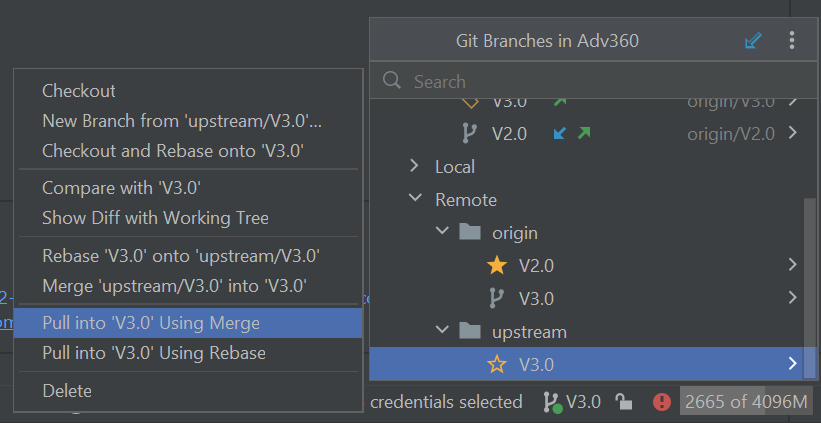 Git Branches in Adv360
Search
V3.0 origin/V3.0
V2.0 origin/V2.0
Local
Remote
origin
V2.0
V3.0
upstream
V3.0
Checkout
New Branch from 'upstream/V3.0'...
Checkout and Rebase onto 'V3.0'
Compare with 'V3.0'
Show Diff with Working Tree
Rebase 'V3.0' onto 'upstream/V3.0'
Merge 'upstream/V3.0' into 'V3.0'
Pull into 'V3.0' Using Merge
Pull into 'V3.0' Using Rebase
Delete
credentials selected V3.0 2665 of 4096M